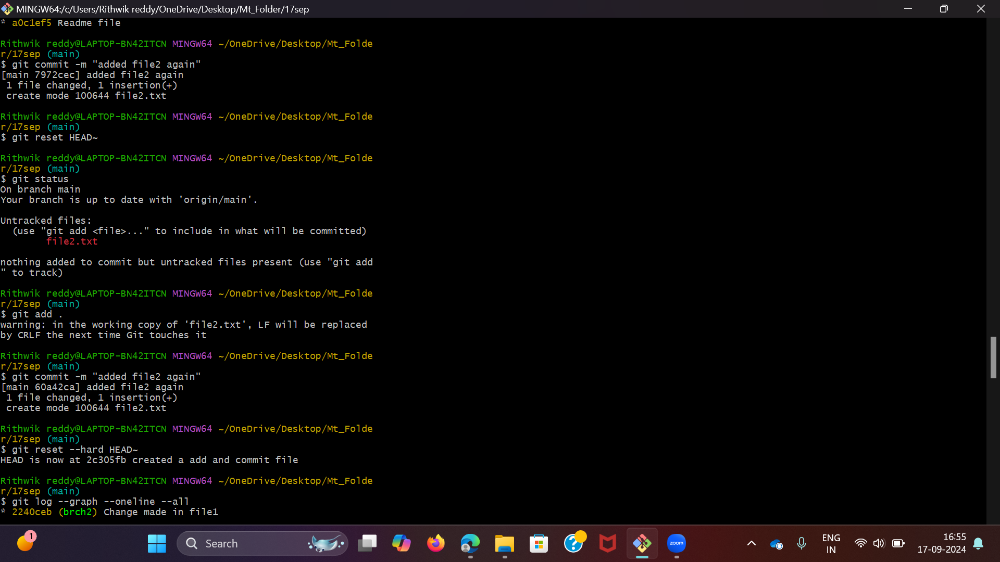 MINGW64:/c/Users/Rithwik reddy/OneDrive/Desktop/Mt_Folder/17sep
* a0c1ef5 Readme file
Rithwik reddy@LAPTOP-BN42ITCN MINGW64 ~/OneDrive/Desktop/Mt_Folde
r/17sep (main)
$ git commit -m "added file2 again"
[main 7972cec] added file2 again
 1 file changed, 1 insertion(+)
 create mode 100644 file2.txt
Rithwik reddy@LAPTOP-BN42ITCN MINGW64 ~/OneDrive/Desktop/Mt_Folde
r/17sep (main)
$ git reset HEAD~
Rithwik reddy@LAPTOP-BN42ITCN MINGW64 ~/OneDrive/Desktop/Mt_Folde
r/17sep (main)
$ git status
On branch main
Your branch is up to date with 'origin/main'.
Untracked files:
  (use "git add <file>..." to include in what will be committed)
        file2.txt
nothing added to commit but untracked files present (use "git add
" to track)
Rithwik reddy@LAPTOP-BN42ITCN MINGW64 ~/OneDrive/Desktop/Mt_Folde
r/17sep (main)
$ git add .
warning: in the working copy of 'file2.txt', LF will be replaced
by CRLF the next time Git touches it
Rithwik reddy@LAPTOP-BN42ITCN MINGW64 ~/OneDrive/Desktop/Mt_Folde
r/17sep (main)
$ git commit -m "added file2 again"
[main 60a42ca] added file2 again
 1 file changed, 1 insertion(+)
 create mode 100644 file2.txt
Rithwik reddy@LAPTOP-BN42ITCN MINGW64 ~/OneDrive/Desktop/Mt_Folde
r/17sep (main)
$ git reset --hard HEAD~
HEAD is now at 2c305fb created a add and commit file
Rithwik reddy@LAPTOP-BN42ITCN MINGW64 ~/OneDrive/Desktop/Mt_Folde
r/17sep (main)
$ git log --graph --oneline --all
* 2240ceb (brch2) Change made in file1
1
Search
zoom
ENG
IN
16:55
17-09-2024